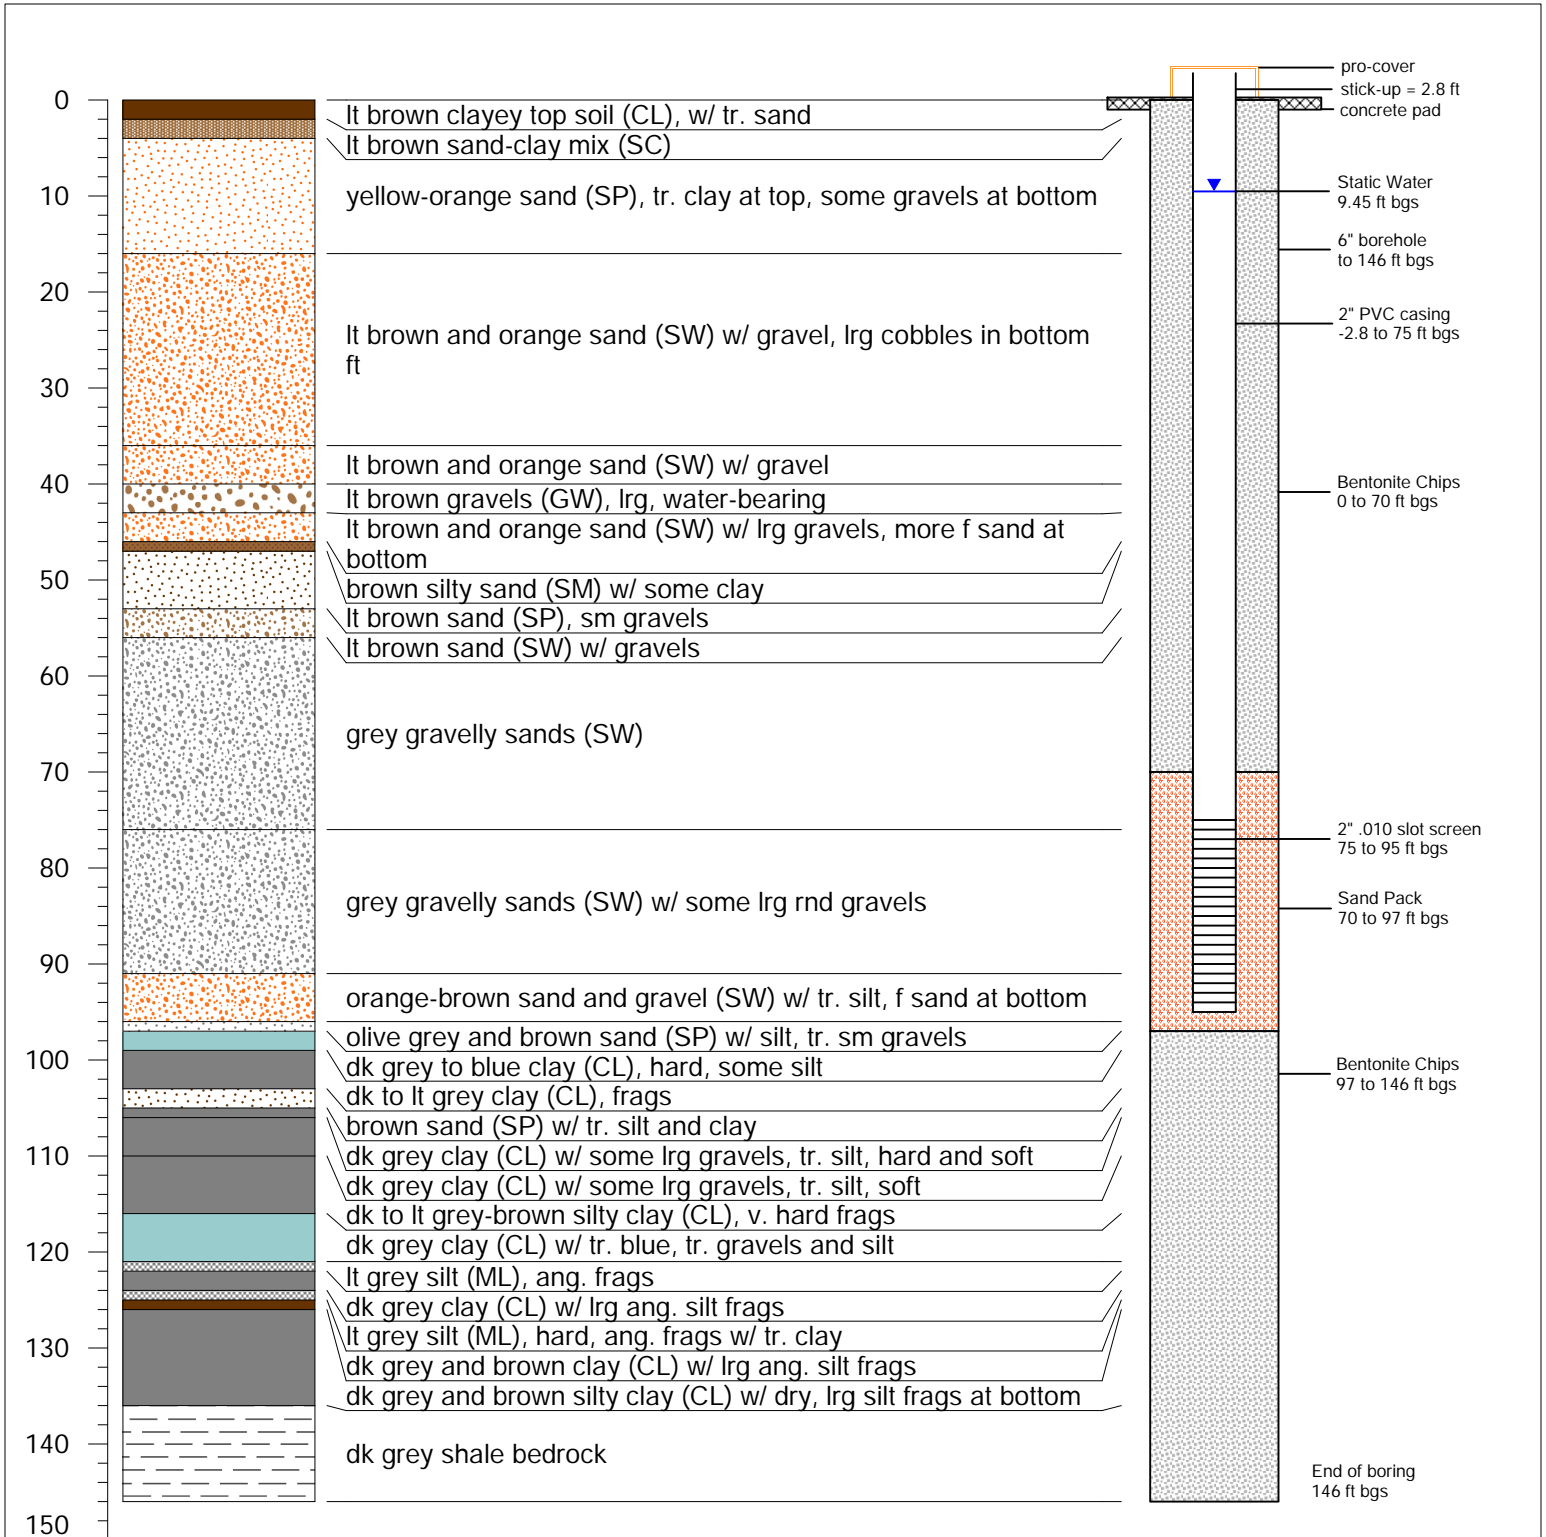 0
10
20
30
40
50
60
70
80
90
100
110
120
130
140
150
lt brown clayey top soil (CL), w/ tr. sand
lt brown sand-clay mix (SC)
yellow-orange sand (SP), tr. clay at top, some gravels at bottom
lt brown and orange sand (SW) w/ gravel, lrg cobbles in bottom
ft
lt brown and orange sand (SW) w/ gravel
lt brown gravels (GW), lrg, water-bearing
lt brown and orange sand (SW) w/ lrg gravels, more f sand at
bottom
brown silty sand (SM) w/ some clay
lt brown sand (SP), sm gravels
lt brown sand (SW) w/ gravels
grey gravelly sands (SW)
grey gravelly sands (SW) w/ some lrg rnd gravels
orange-brown sand and gravel (SW) w/ tr. silt, f sand at bottom
olive grey and brown sand (SP) w/ silt, tr. sm gravels
dk grey to blue clay (CL), hard, some silt
dk to lt grey clay (CL), frags
brown sand (SP) w/ tr. silt and clay
dk grey clay (CL) w/ some lrg gravels, tr. silt, hard and soft
dk grey clay (CL) w/ some lrg gravels, tr. silt, soft
dk to lt grey-brown silty clay (CL), v. hard frags
dk grey clay (CL) w/ tr. blue, tr. gravels and silt
lt grey silt (ML), ang. frags
dk grey clay (CL) w/ lrg ang. silt frags
lt grey silt (ML), hard, ang. frags w/ tr. clay
dk grey and brown clay (CL) w/ lrg ang. silt frags
dk grey and brown silty clay (CL) w/ dry, lrg silt frags at bottom
dk grey shale bedrock
pro-cover
stick-up = 2.8 ft
concrete pad
Static Water
9.45 ft bgs
6" borehole
to 146 ft bgs
2" PVC casing
-2.8 to 75 ft bgs
Bentonite Chips
0 to 70 ft bgs
2" .010 slot screen
75 to 95 ft bgs
Sand Pack
70 to 97 ft bgs
Bentonite Chips
97 to 146 ft bgs
End of boring
146 ft bgs